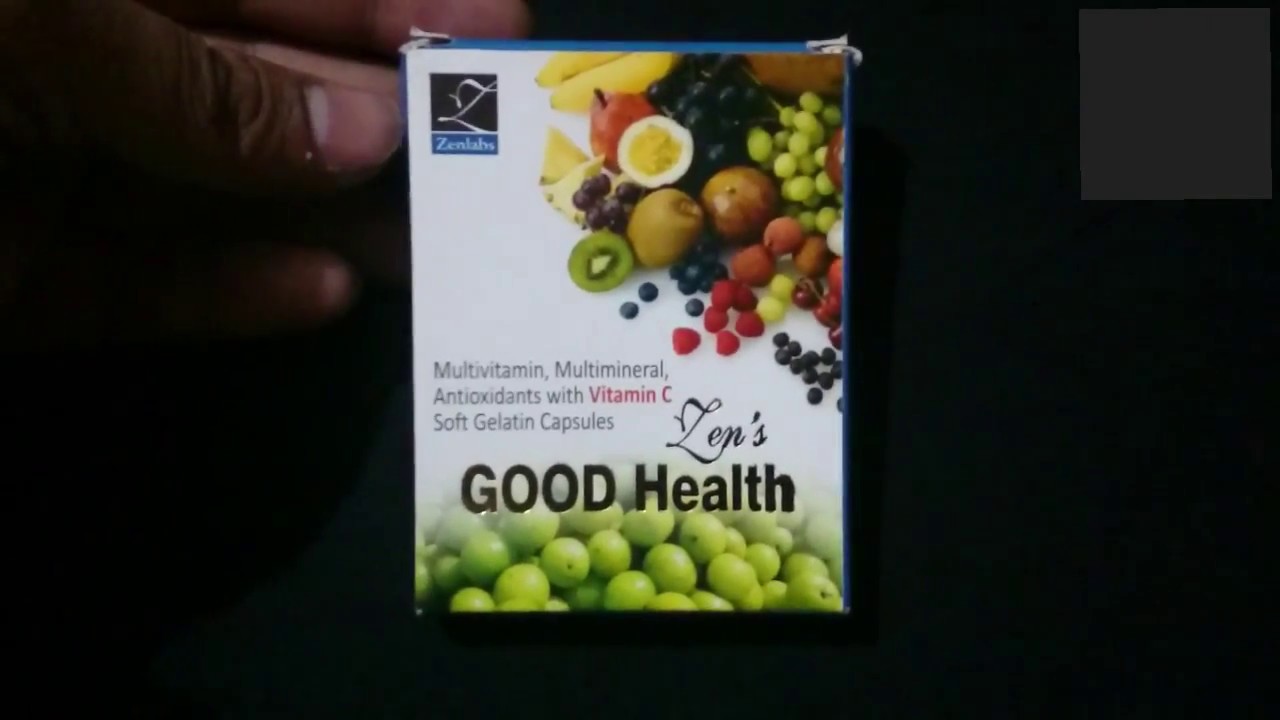 Zenlabs
Multivitamin, Multimineral,
Antioxidants with Vitamin C
Soft Gelatin Capsules
Zen's
GOOD Health